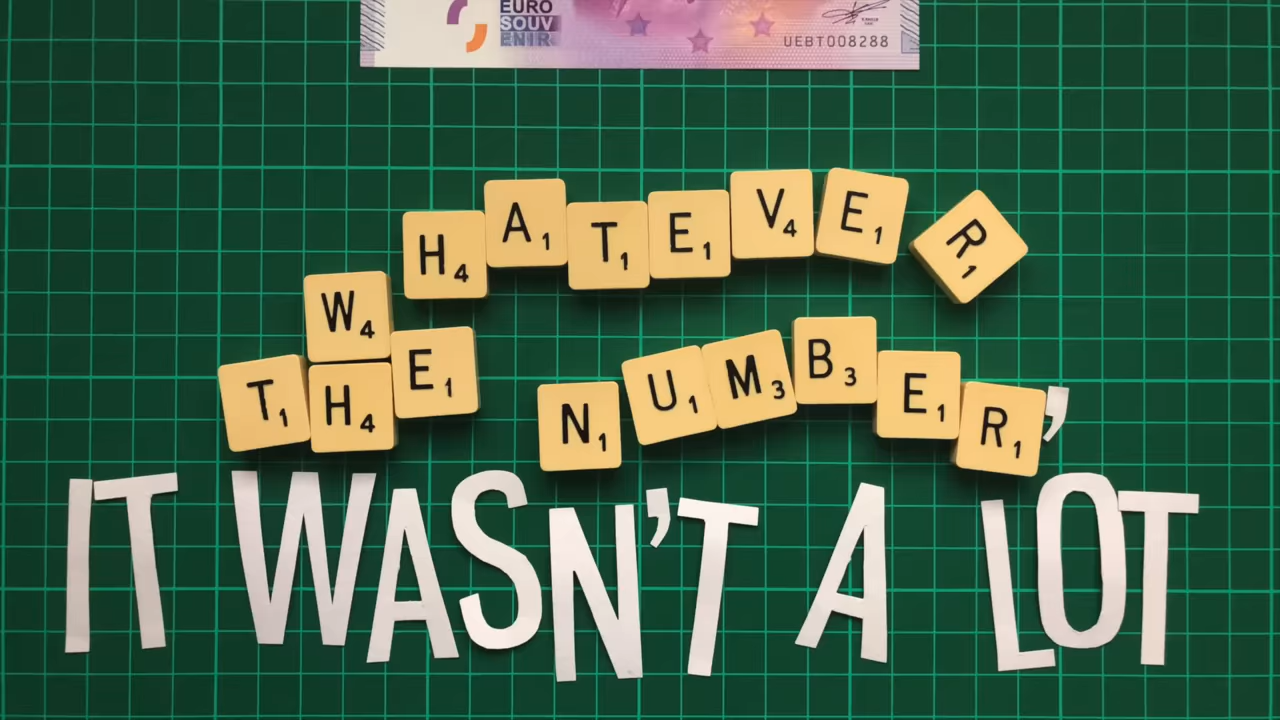 EURO
SOUV
ENIR
UEBT008288
WHATEVER
THE NUMBER,
IT WASN'T A LOT